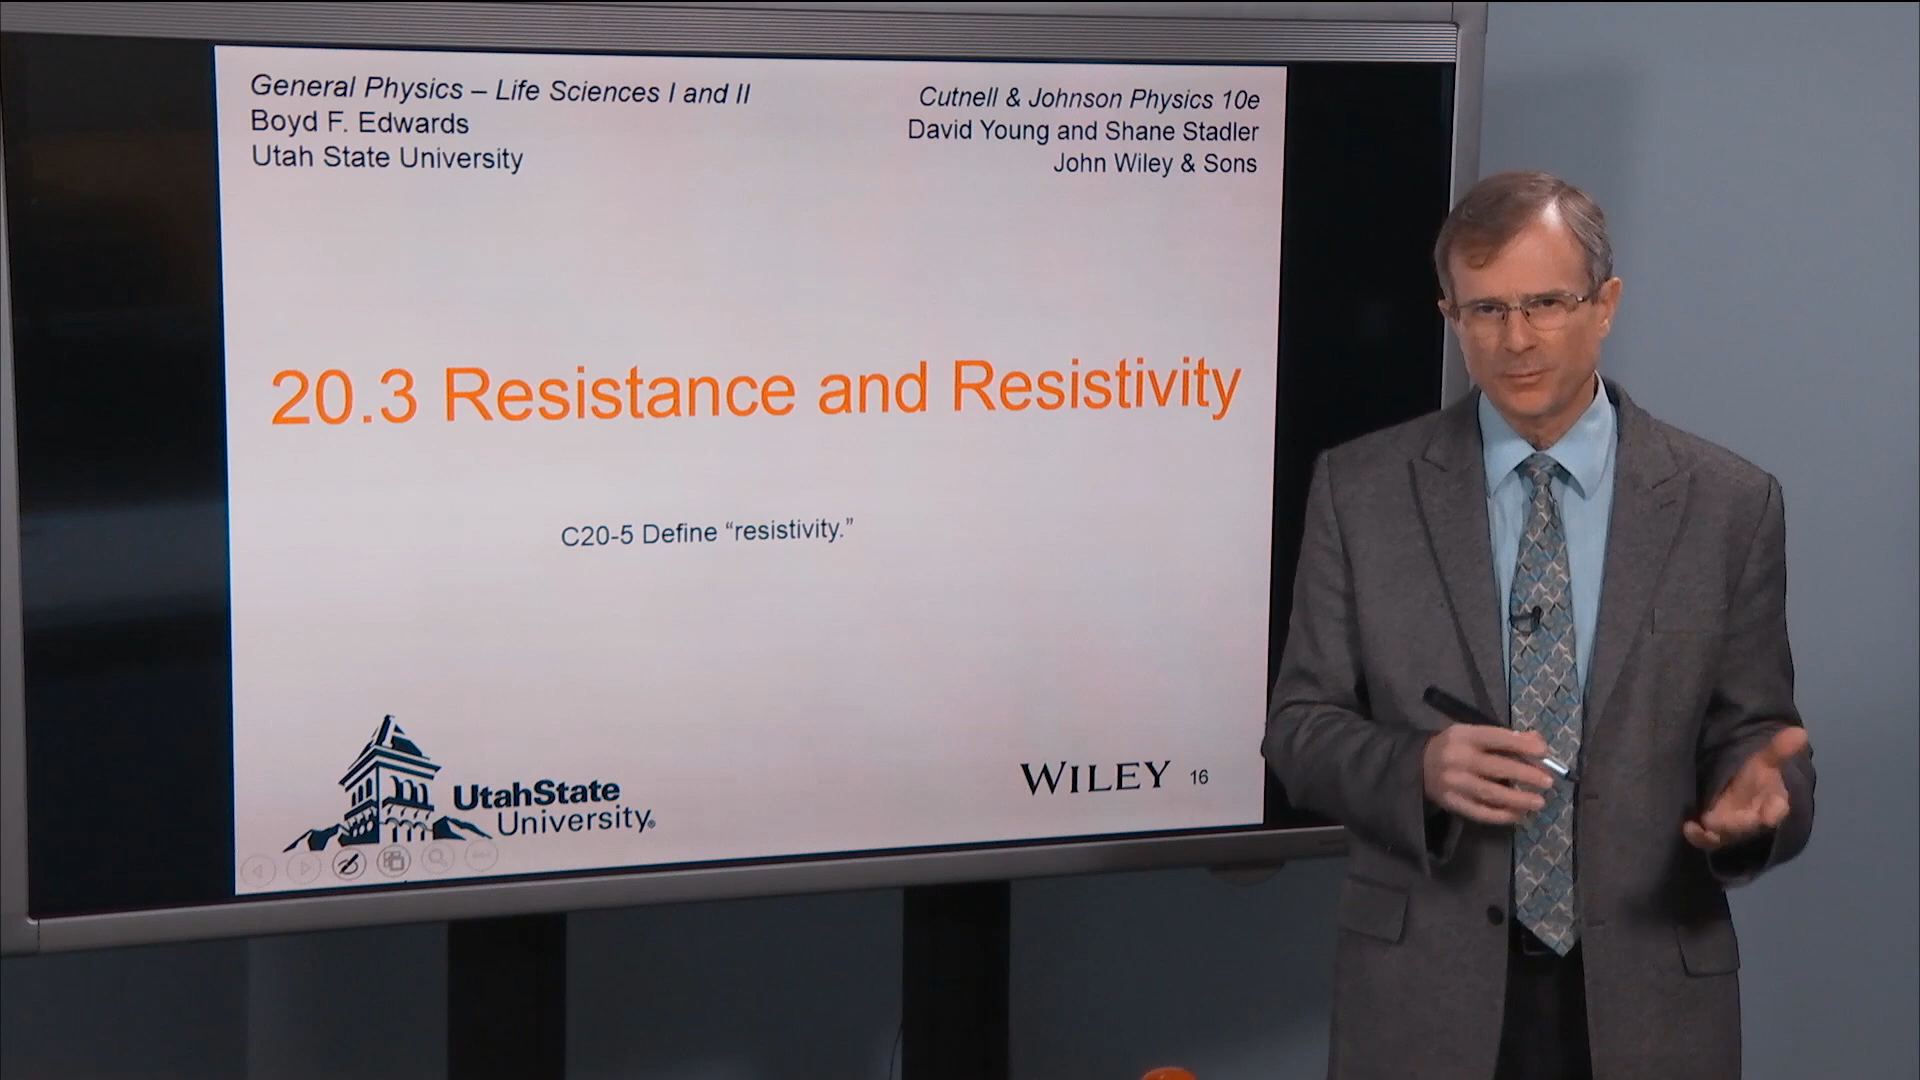 General Physics – Life Sciences I and II
Boyd F. Edwards
Utah State University
Cutnell & Johnson Physics 10e
David Young and Shane Stadler
John Wiley & Sons
20.3 Resistance and Resistivity
C20-5 Define “resistivity.”
UtahState
University®
WILEY 16